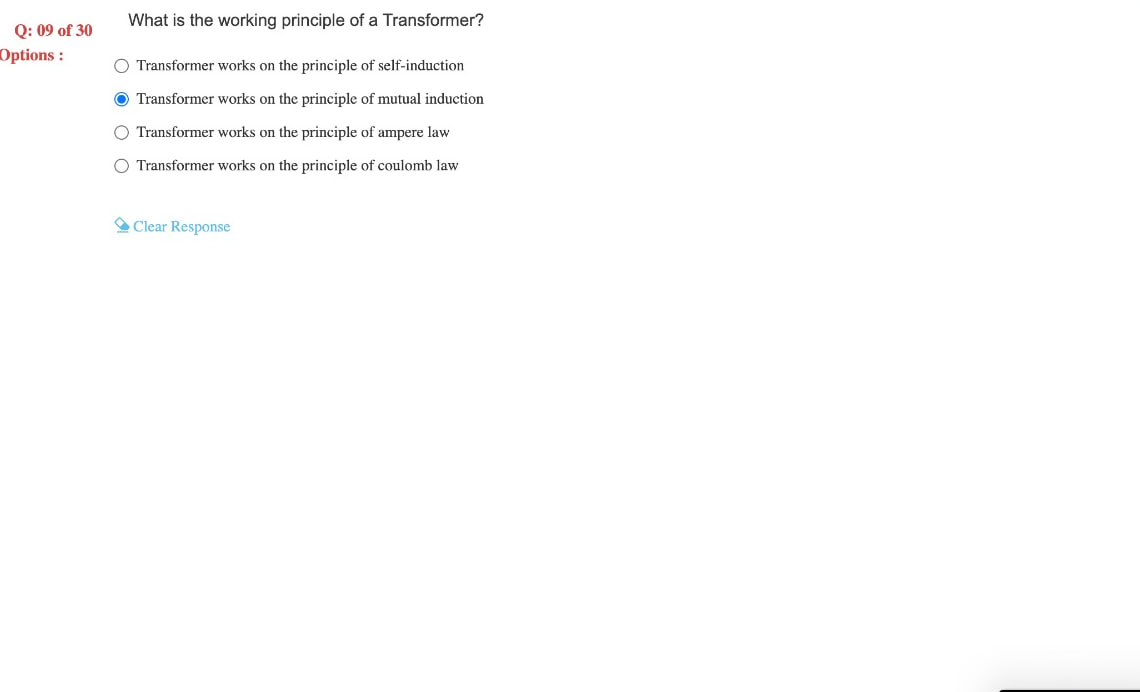 What is the working principle of a Transformer?
Q: 09 of 30
Options :
Transformer works on the principle of self-induction
Transformer works on the principle of mutual induction
Transformer works on the principle of ampere law
Transformer works on the principle of coulomb law
Clear Response